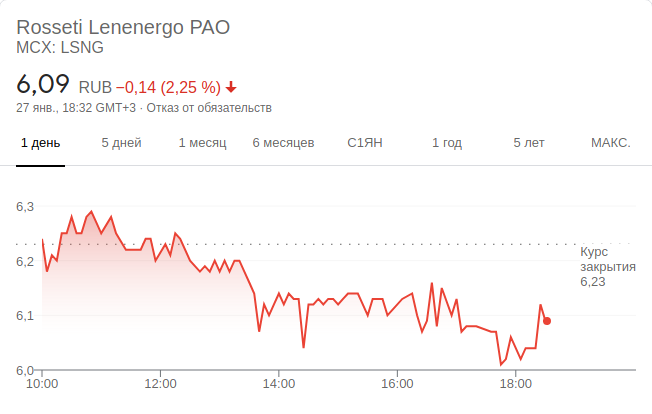 Rosseti Lenenergo PAO
MCX: LSNG
6,09 RUB −0,14 (2,25 %)
27 янв., 18:32 GMT+3 · Отказ от обязательств
1 день 5 дней 1 месяц 6 месяцев С1ЯН 1 год 5 лет МАКС.
6,3
6,2
6,1
6,0
Курс
закрытия
6,23
10:00 12:00 14:00 16:00 18:00